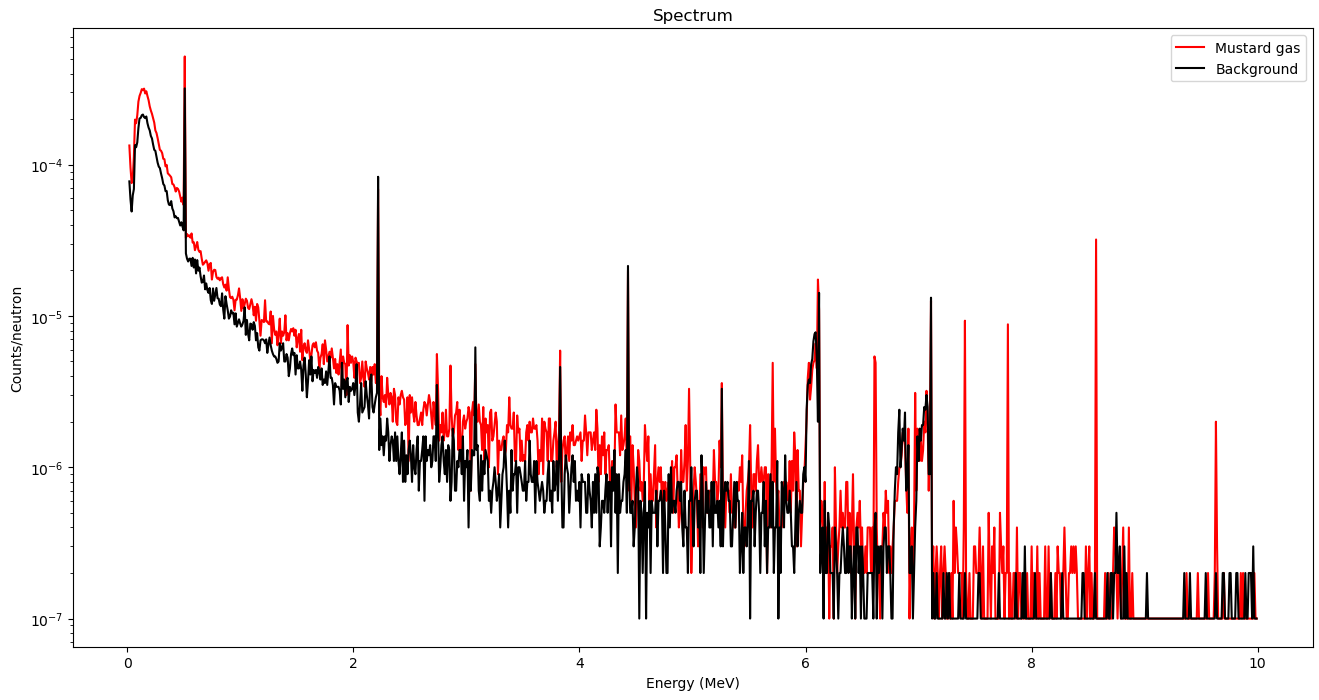 Spectrum
Mustard gas
Background
Counts/neutron
10⁻⁴
10⁻⁵
10⁻⁶
10⁻⁷
0 2 4 6 8 10
Energy (MeV)